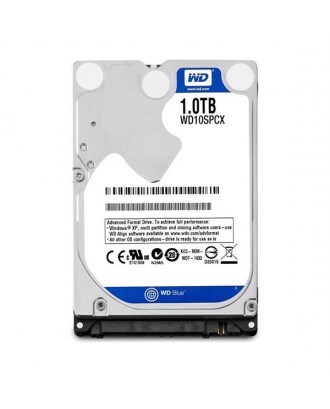 WD
1.0TB
WD10SPCX
Advanced Format Drive. To achieve full performance:
• Windows® XP, multi partition and cloning software users - use
WD Align software at www.wdc.com/advformat
• All other OS configurations - drive is ready for use as is.
WD Blue